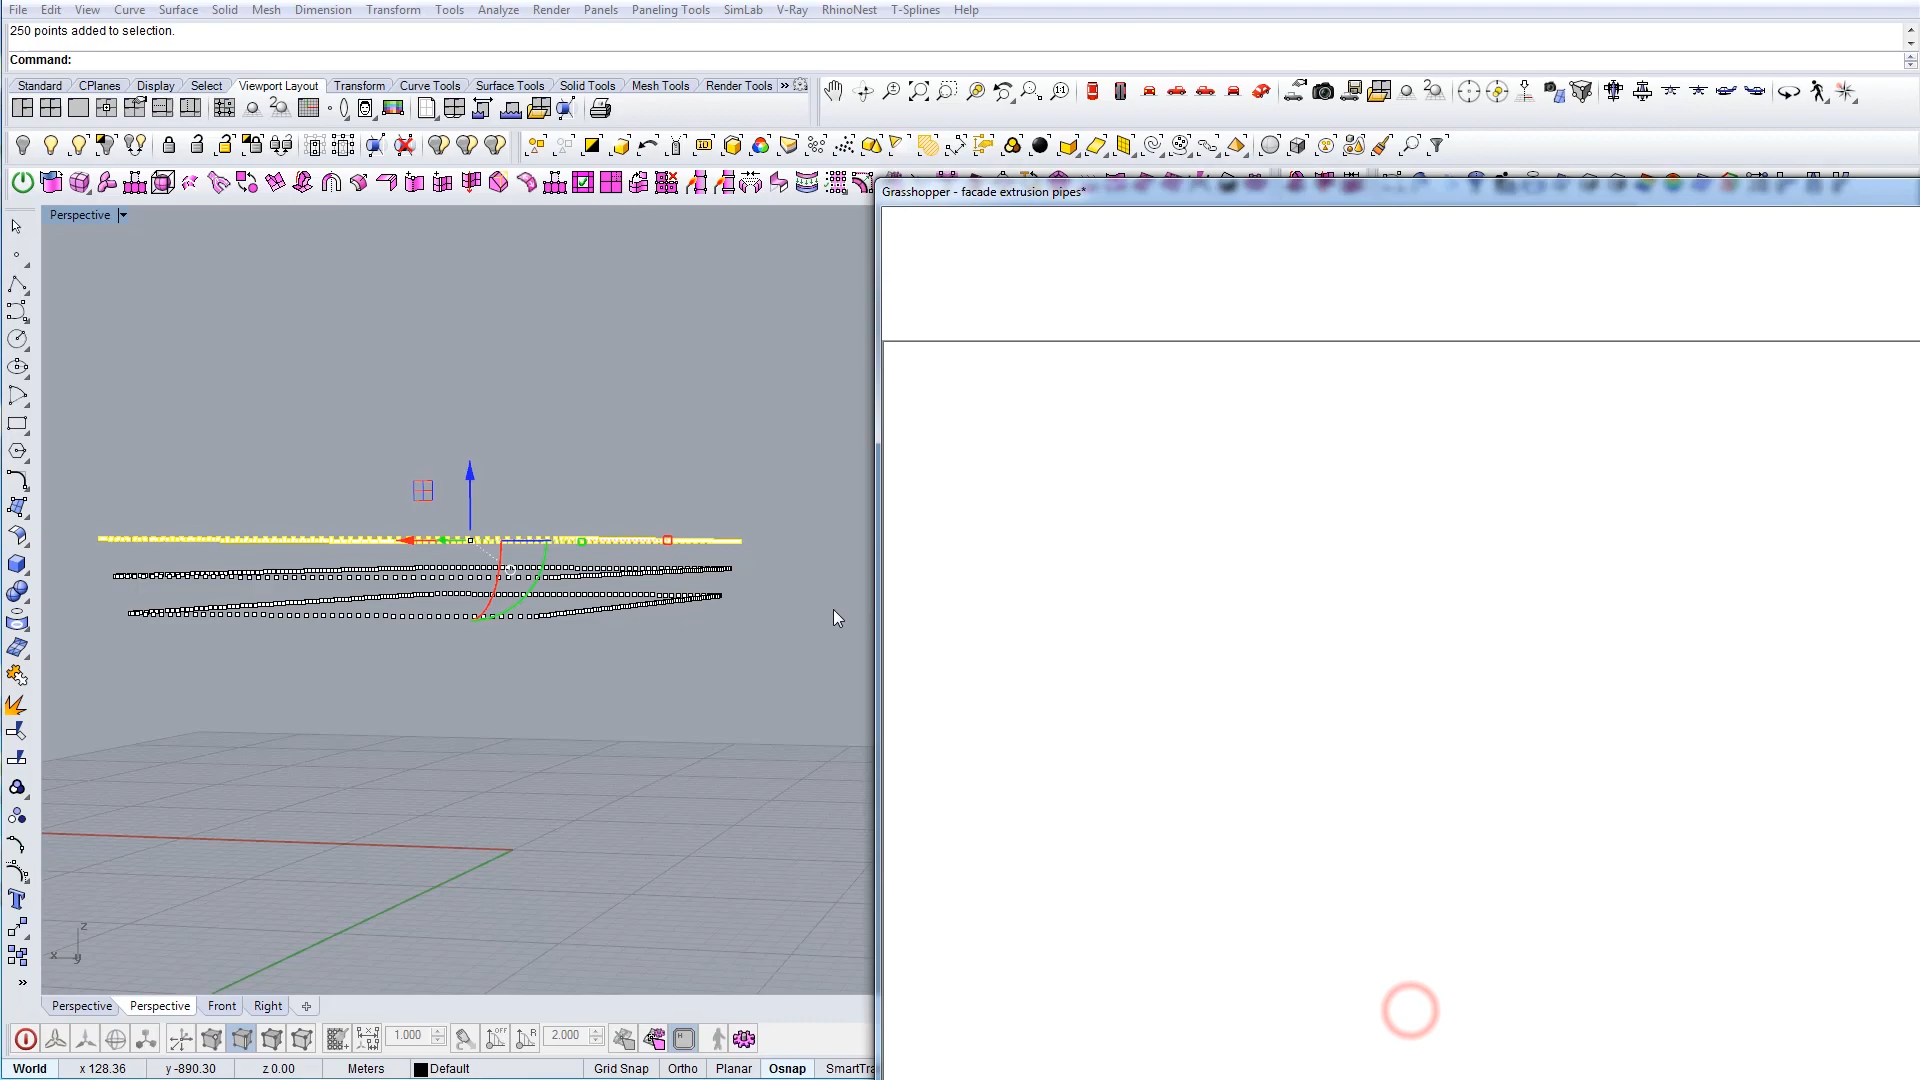 File Edit View Curve Surface Solid Mesh Dimension Transform Tools Analyze Render Panels Paneling Tools SimLab V-Ray RhinoNest T-Splines Help
250 points added to selection.
Command:
Standard CPlanes Display Select Viewport Layout Transform Curve Tools Surface Tools Solid Tools Mesh Tools Render Tools »
Grasshopper - facade extrusion pipes*
Perspective
z
x
y
Perspective Perspective Front Right
1.000 2.000
World x 128.36 y -890.30 z 0.00 Meters Default Grid Snap Ortho Planar Osnap SmartTra